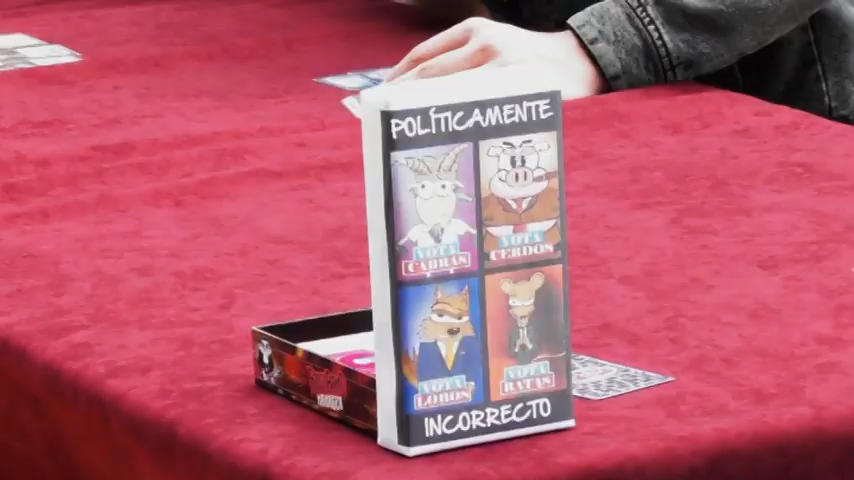 POLÍTICAMENTE
VOTA
CABRAS
VOTA
CERDOS
VOTA
LOBOS
VOTA
RATAS
INCORRECTO